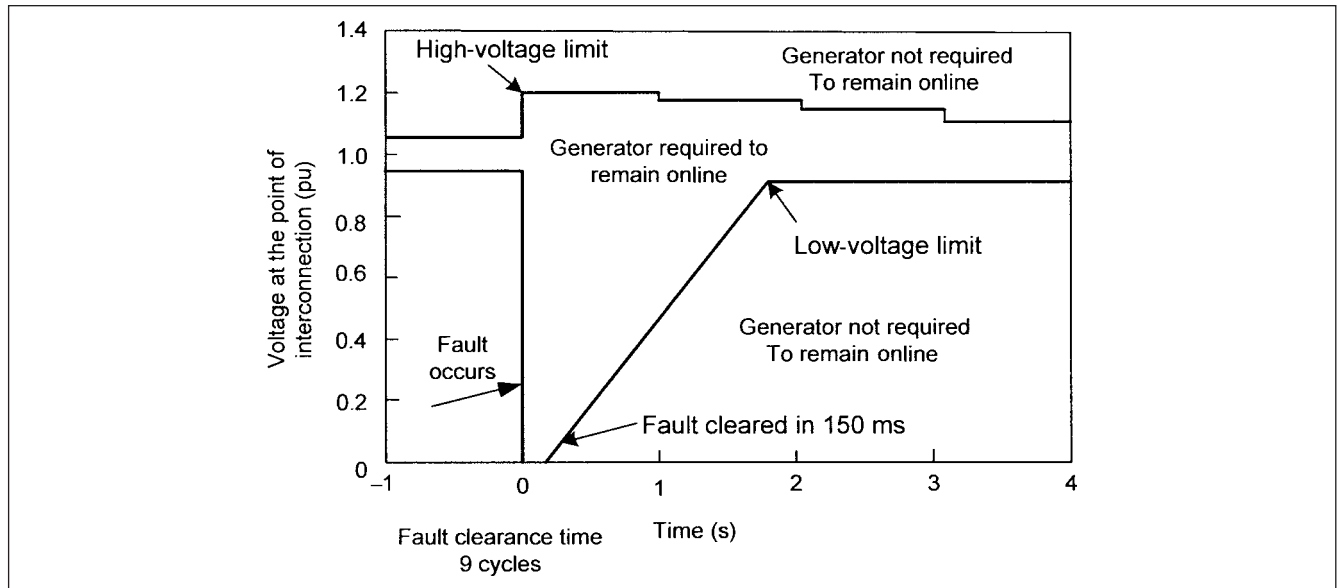 1.4
1.2
1.0
0.8
0.6
0.4
0.2
0
Voltage at the point of
interconnection (pu)
High-voltage limit
Generator not required
To remain online
Generator required to
remain online
Low-voltage limit
Generator not required
To remain online
Fault
occurs
Fault cleared in 150 ms
–1
0
1
2
3
4
Time (s)
Fault clearance time
9 cycles